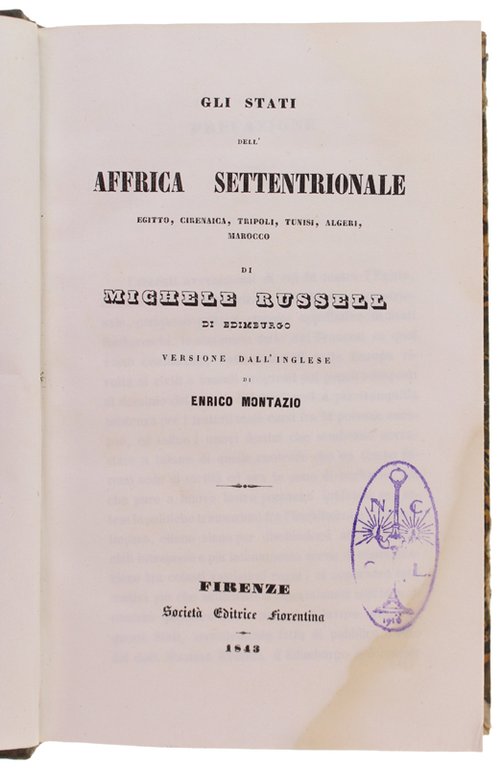 GLI STATI
DELL'
AFFRICA SETTENTRIONALE
EGITTO, CIRENAICA, TRIPOLI, TUNISI, ALGERI,
MAROCCO
DI
MICHELE RUSSELL
DI EDIMBURGO
VERSIONE DALL'INGLESE
DI
ENRICO MONTAZIO
N C
L
1916
FIRENZE
Società Editrice Fiorentina
1843